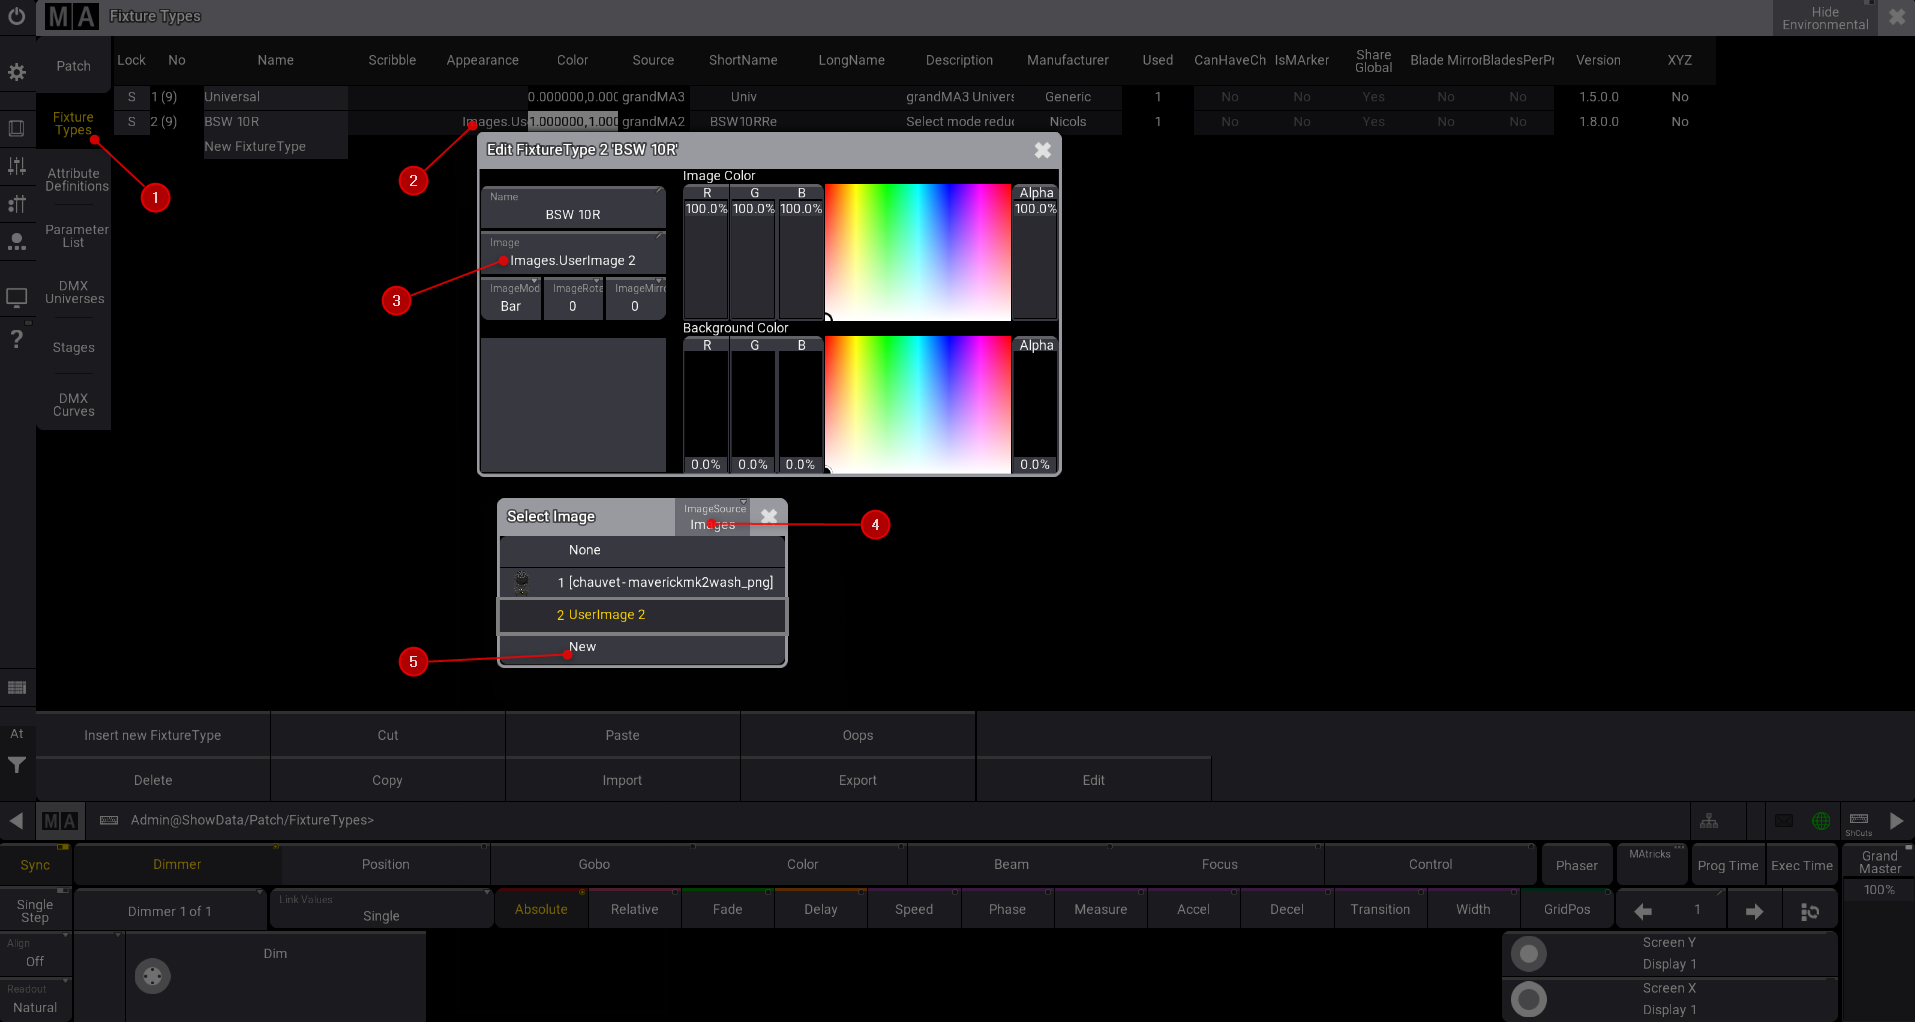 MA Fixture Types
Hide
Environmental
Patch
Lock No Name Scribble Appearance Color Source ShortName LongName Description Manufacturer Used CanHaveCh IsMArker Share Global Blade Mirror BladesPerPr Version XYZ
S 1 (9) Universal 0.000000,0.000 grandMA3 Univ grandMA3 Univers Generic 1 No No Yes No No 1.5.0.0 No
S 2 (9) BSW 10R Images.Us 1.000000,1.000 grandMA2 BSW10RRe Select mode redu Nicols 1 No No Yes No No 1.8.0.0 No
New FixtureType
Fixture
Types
Attribute
Definitions
Parameter
List
DMX
Universes
Stages
DMX
Curves
1
2
3
4
5
Edit FixtureType 2 'BSW 10R'
Name
BSW 10R
Image
Images.UserImage 2
ImageMod ImageRota ImageMirro
Bar 0 0
Image Color
R G B Alpha
100.0% 100.0% 100.0% 100.0%
Background Color
R G B Alpha
0.0% 0.0% 0.0% 0.0%
Select Image
ImageSource
Images
None
1 [chauvet-maverickmk2wash_png]
2 UserImage 2
New
?
At
Insert new FixtureType Cut Paste Oops
Delete Copy Import Export Edit
MA Admin@ShowData/Patch/FixtureTypes>
ShCuts
Sync Dimmer Position Gobo Color Beam Focus Control Phaser MAtricks Prog Time Exec Time
Grand
Master
100%
Single
Step
Dimmer 1 of 1
Link Values
Single
Absolute Relative Fade Delay Speed Phase Measure Accel Decel Transition Width GridPos 1
Align
Off
Dim
Readout
Natural
Screen Y
Display 1
Screen X
Display 1